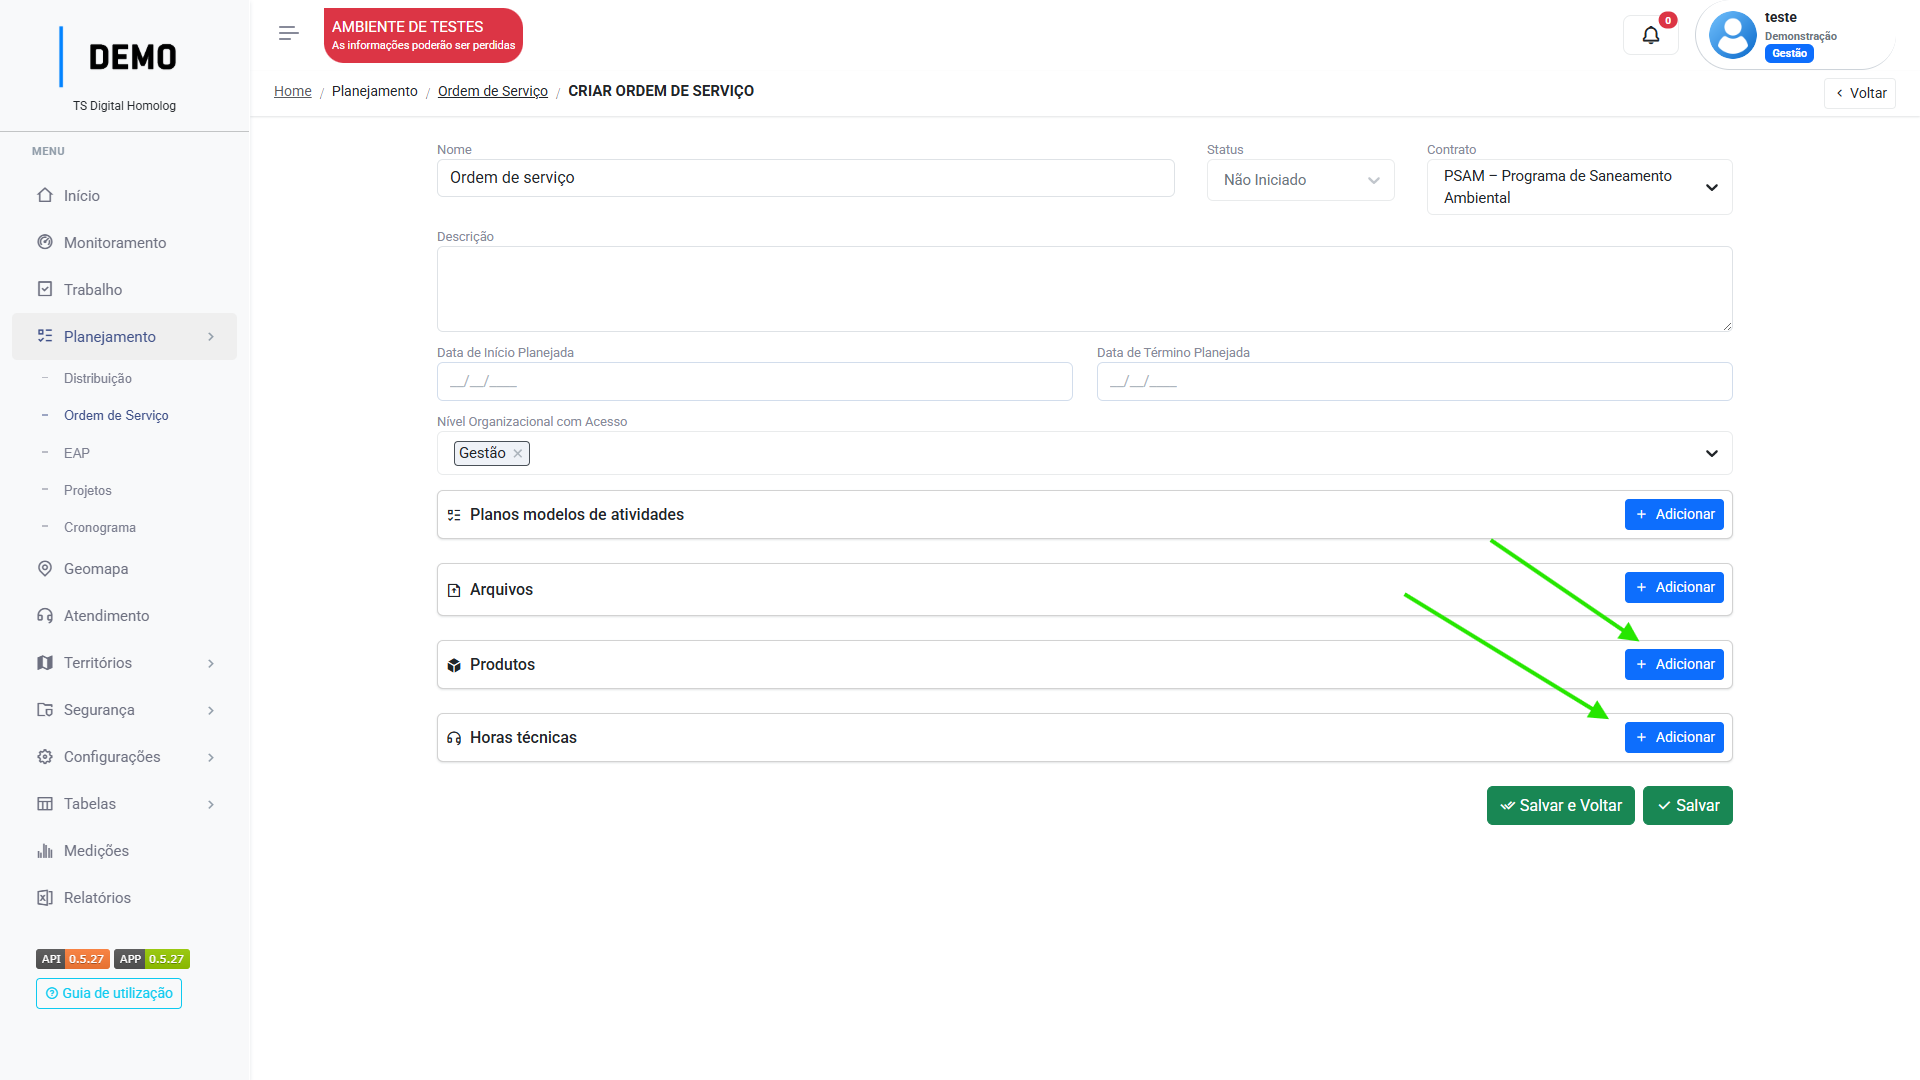 DEMO
TS Digital Homolog
MENU
Início
Monitoramento
Trabalho
Planejamento
Distribuição
Ordem de Serviço
EAP
Projetos
Cronograma
Geomapa
Atendimento
Territórios
Segurança
Configurações
Tabelas
Medições
Relatórios
API 0.5.27 APP 0.5.27
Guia de utilização
AMBIENTE DE TESTES
As informações poderão ser perdidas
0
teste
Demonstração
Gestão
Home / Planejamento / Ordem de Serviço / CRIAR ORDEM DE SERVIÇO
Voltar
Nome
Ordem de serviço
Status
Não Iniciado
Contrato
PSAM – Programa de Saneamento
Ambiental
Descrição
Data de Início Planejada
__/__/____
Data de Término Planejada
__/__/____
Nível Organizacional com Acesso
Gestão ×
Planos modelos de atividades
+ Adicionar
Arquivos
+ Adicionar
Produtos
+ Adicionar
Horas técnicas
+ Adicionar
Salvar e Voltar
Salvar